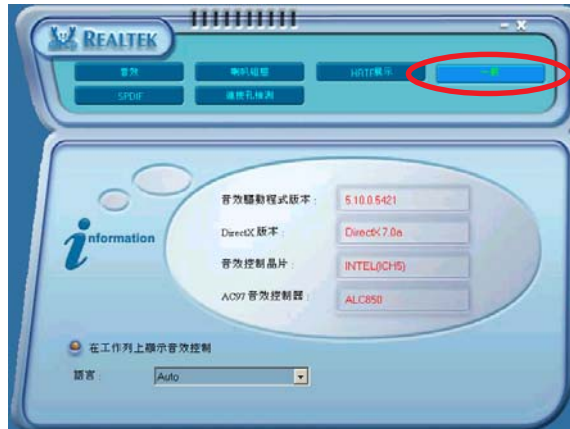 REALTEK
音效
喇叭組態
HRTF展示
一般
SPDIF
連接孔檢測
information
音效驅動程式版本 :
5.10.0.5421
DirectX 版本 :
DirectX 7.0a
音效控制晶片 :
INTEL(ICH5)
AC97 音效控制器 :
ALC850
在工作列上顯示音效控制
語言 :
Auto